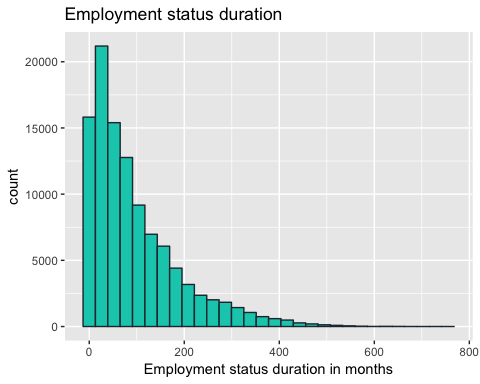 Employment status duration
20000
15000
10000
5000
0
count
0 200 400 600 800
Employment status duration in months